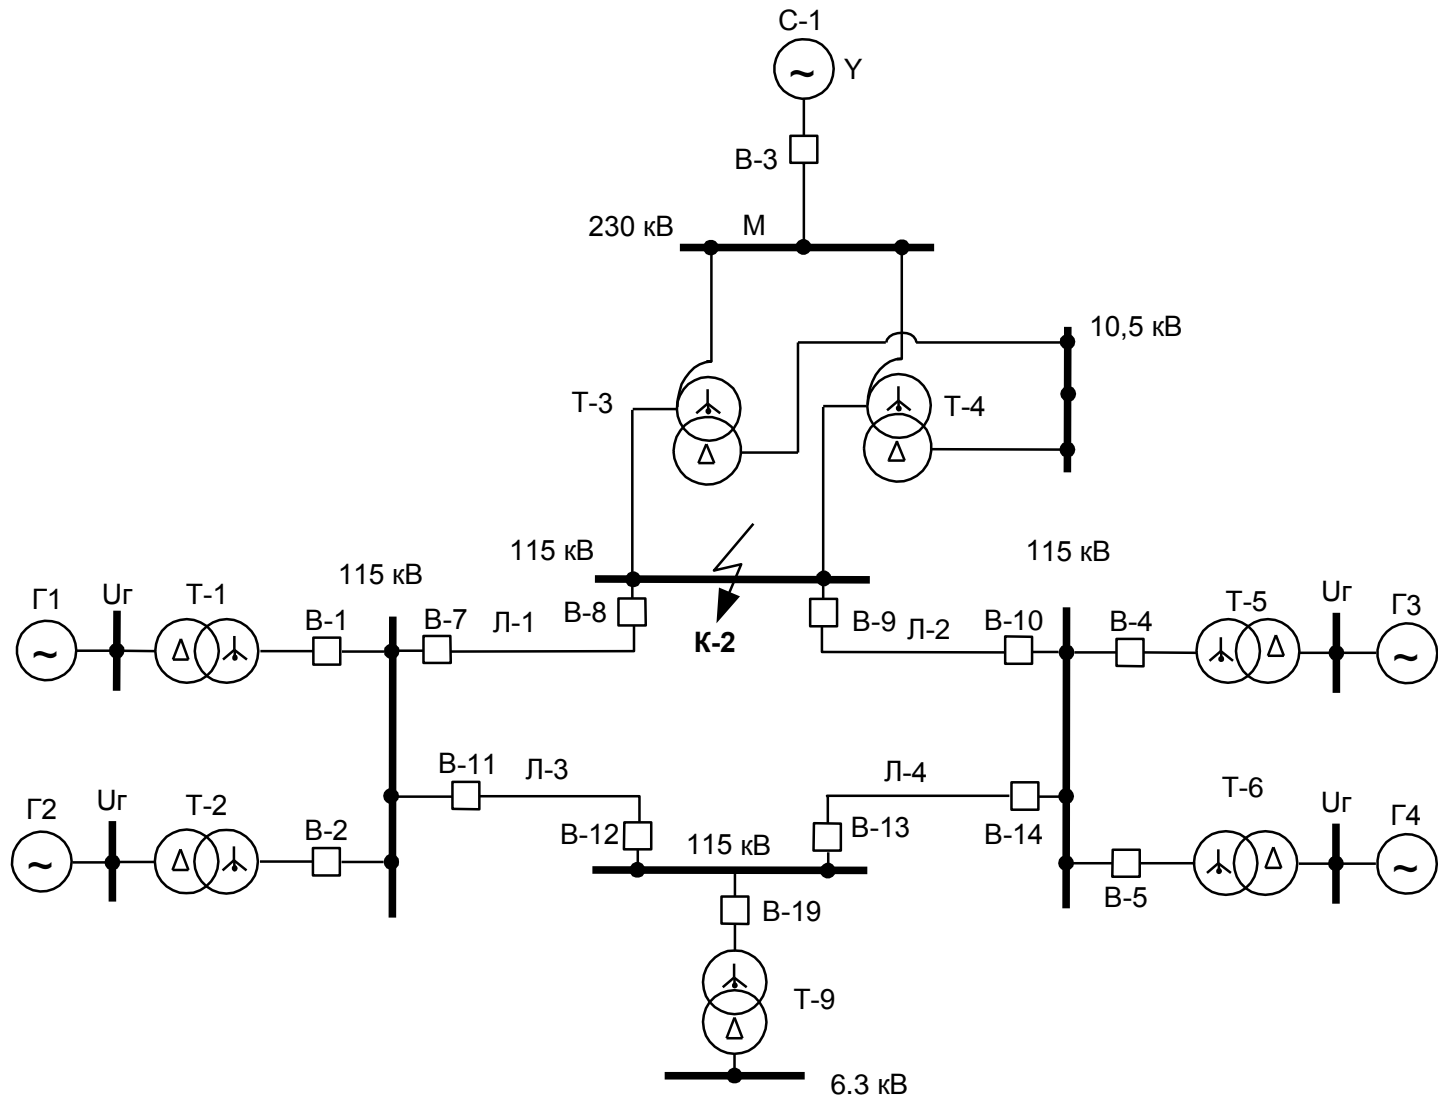 С-1
~
Y
В-3
230 кВ
М
10,5 кВ
Т-3
Т-4
Δ
Δ
115 кВ
115 кВ
115 кВ
Г1
Uг
Т-1
В-1
В-7
Л-1
В-8
К-2
В-9
Л-2
В-10
В-4
Т-5
Uг
Г3
~
Δ
Δ
~
В-11
Л-3
Л-4
Т-6
Г2
Uг
Т-2
В-2
В-12
115 кВ
В-13
В-14
Uг
Г4
~
Δ
Δ
~
В-5
В-19
Т-9
Δ
6.3 кВ